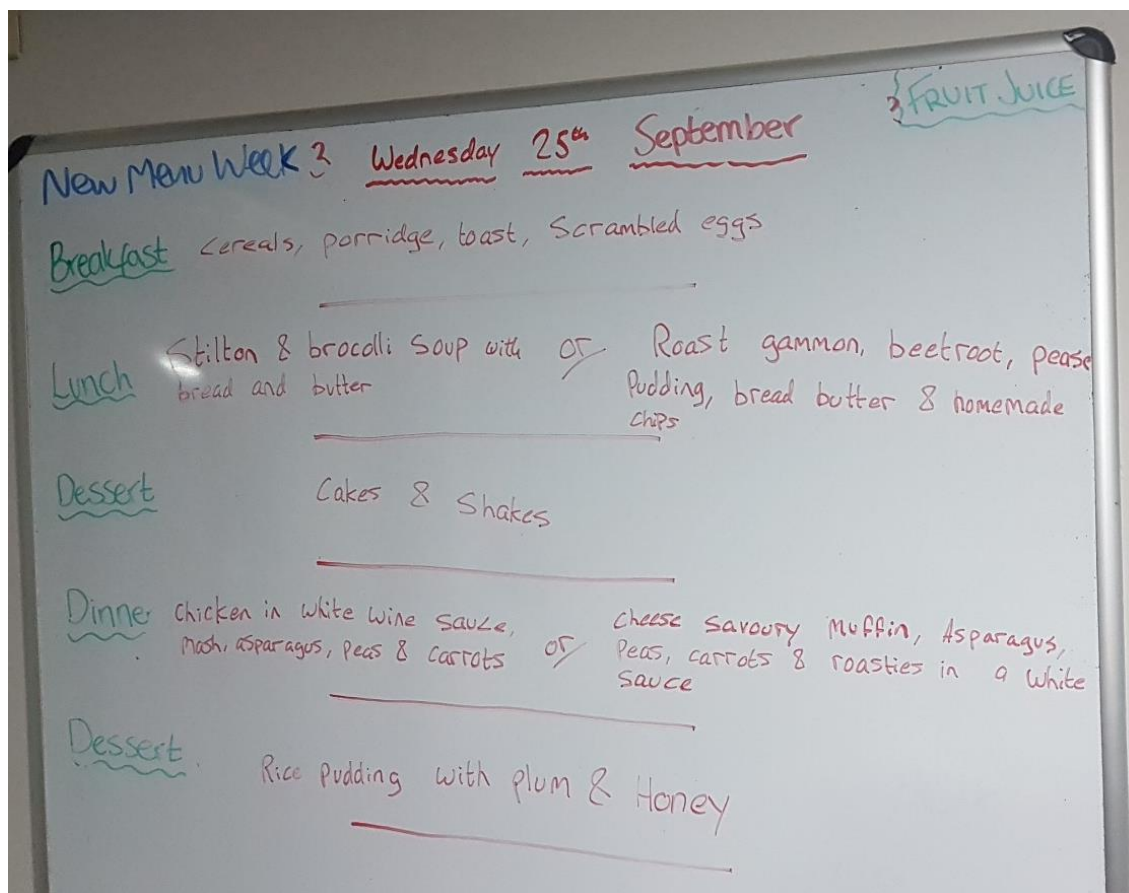 FRUIT JUICE
New Menu Week 3 Wednesday 25th September
Breakfast cereals, porridge, toast, Scrambled eggs
Lunch Stilton & brocolli Soup with or Roast gammon, beetroot, pease
bread and butter Pudding, bread butter & homemade
chips
Dessert Cakes & Shakes
Dinner chicken in white wine sauce, or cheese savoury Muffin, Asparagus,
Mash, asparagus, peas & carrots Peas, carrots & roasties in a white
sauce
Dessert Rice pudding with plum & Honey